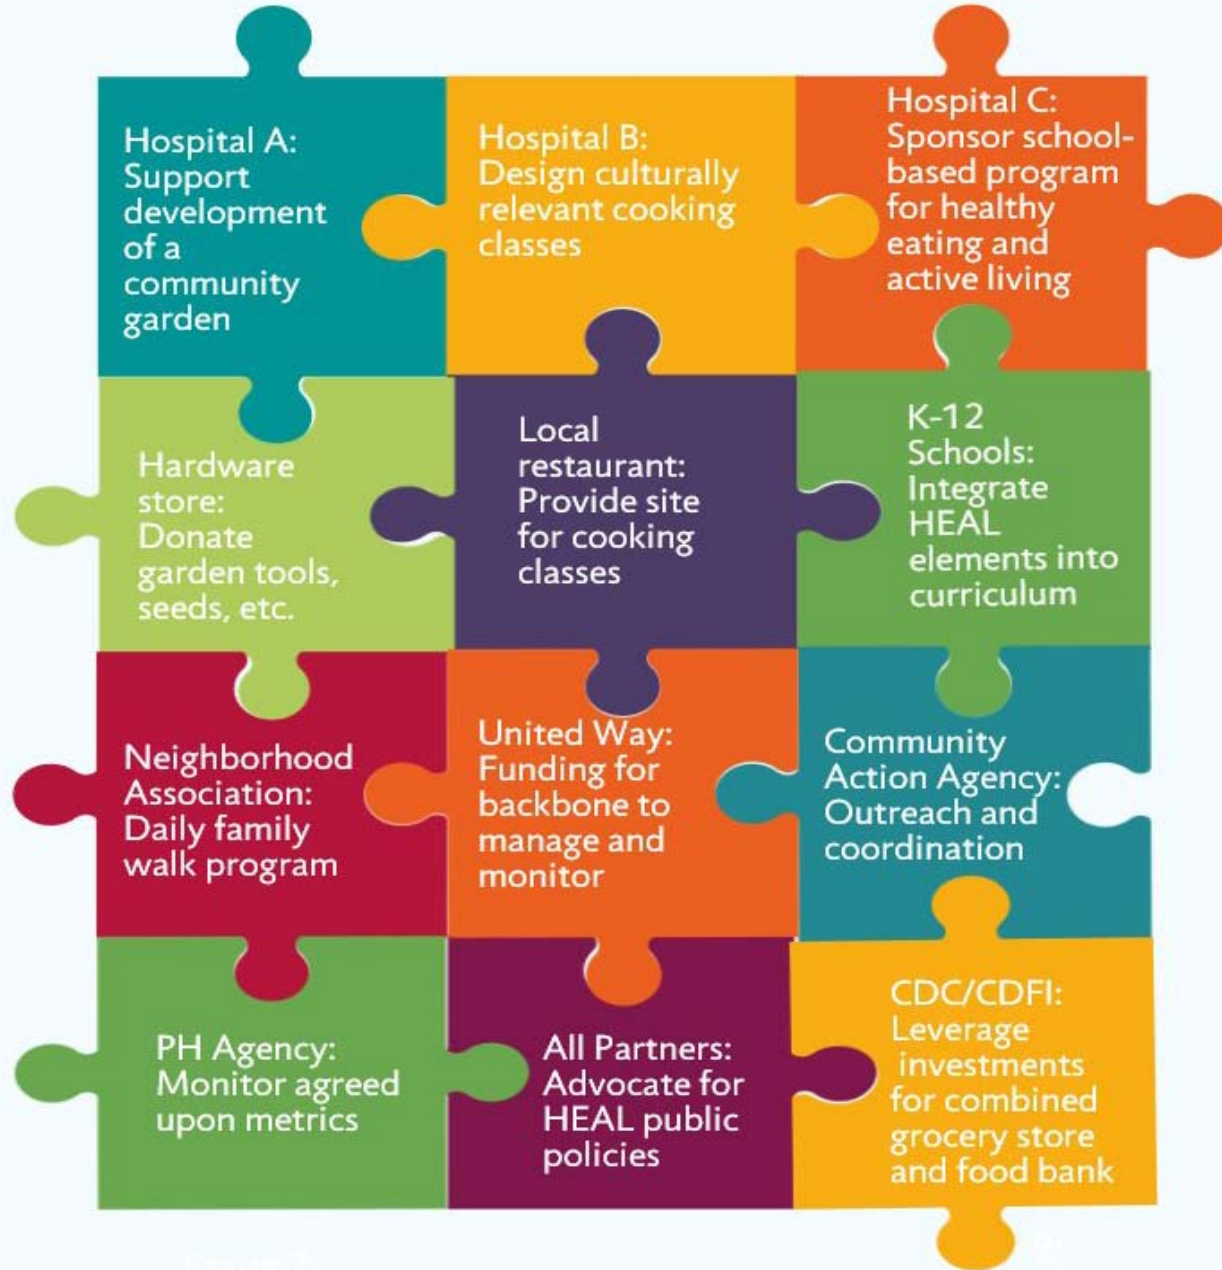 Hospital A:
Support
development
of a
community
garden
Hospital B:
Design culturally
relevant cooking
classes
Hospital C:
Sponsor school-
based program
for healthy
eating and
active living
Hardware
store:
Donate
garden tools,
seeds, etc.
Local
restaurant:
Provide site
for cooking
classes
K-12
Schools:
Integrate
HEAL
elements into
curriculum
Neighborhood
Association:
Daily family
walk program
United Way:
Funding for
backbone to
manage and
monitor
Community
Action Agency:
Outreach and
coordination
PH Agency:
Monitor agreed
upon metrics
All Partners:
Advocate for
HEAL public
policies
CDC/CDFI:
Leverage
investments
for combined
grocery store
and food bank